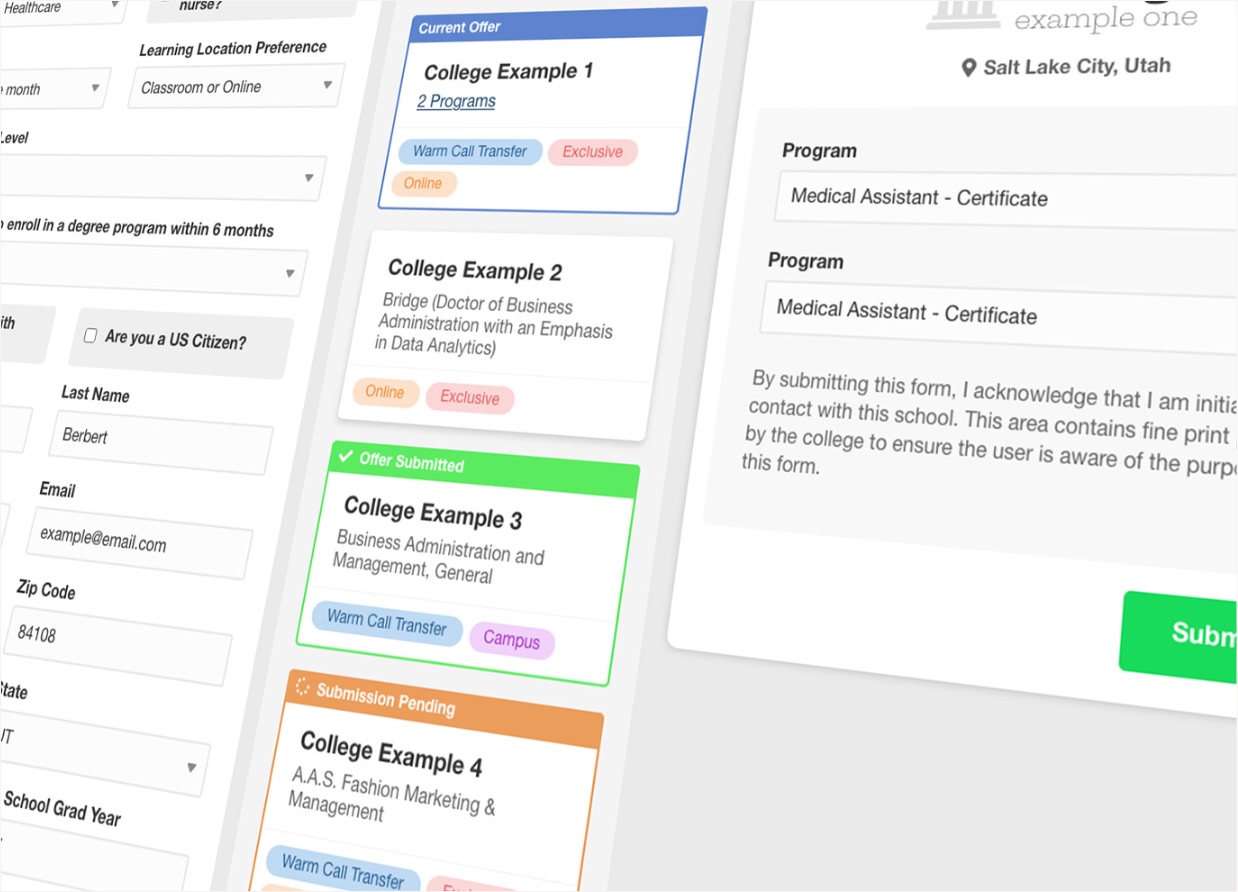 Healthcare
nurse?
Learning Location Preference
month
Classroom or Online
Level
enroll in a degree program within 6 months
Are you a US Citizen?
Last Name
Berbert
Email
example@email.com
Zip Code
84108
State
UT
School Grad Year
Current Offer
College Example 1
2 Programs
Warm Call Transfer
Exclusive
Online
College Example 2
Bridge (Doctor of Business
Administration with an Emphasis
in Data Analytics)
Online
Exclusive
Offer Submitted
College Example 3
Business Administration and
Management, General
Warm Call Transfer
Campus
Submission Pending
College Example 4
A.A.S. Fashion Marketing &
Management
Warm Call Transfer
example one
Salt Lake City, Utah
Program
Medical Assistant - Certificate
Program
Medical Assistant - Certificate
By submitting this form, I acknowledge that I am initia
contact with this school. This area contains fine print
by the college to ensure the user is aware of the purp
this form.
Subm